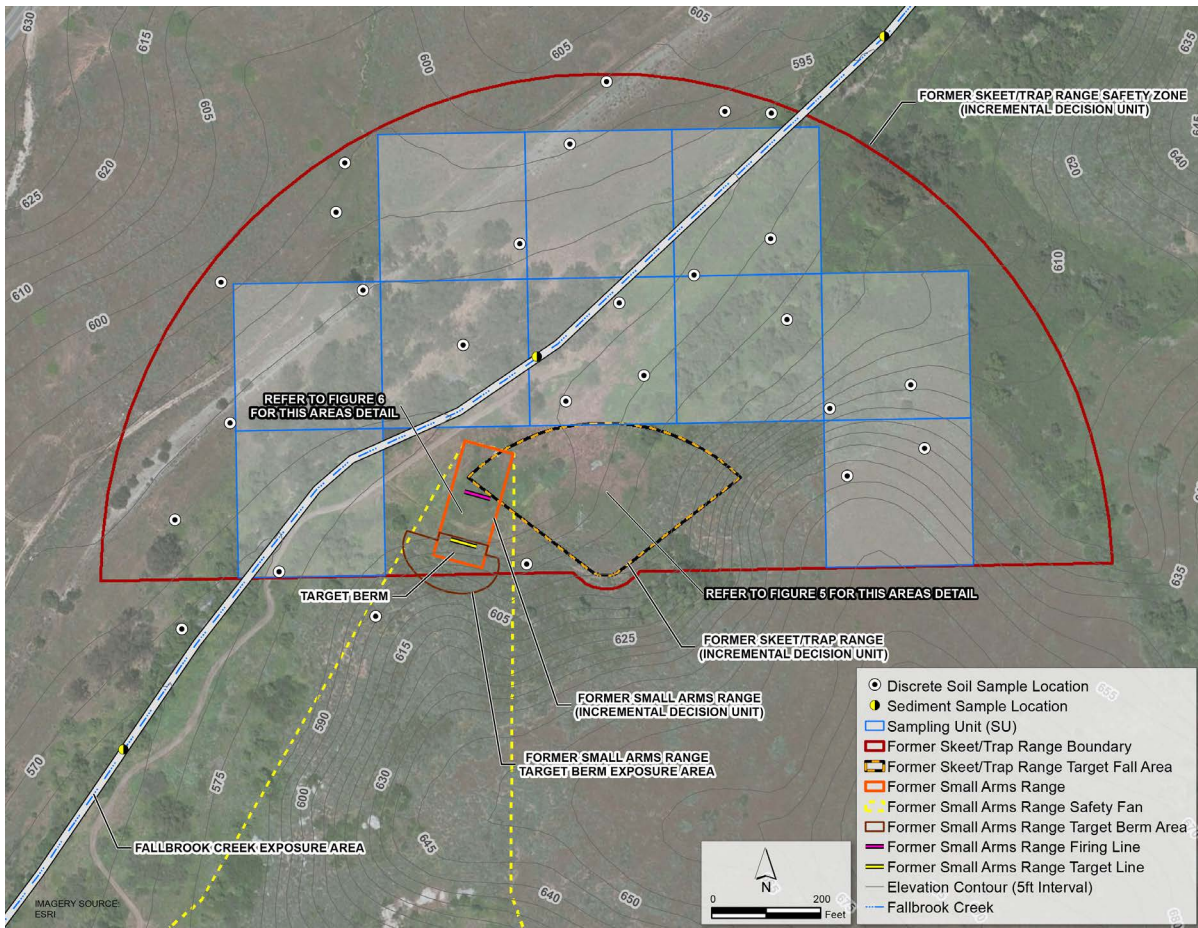 630
615
605
605
600
595
635
FORMER SKEET/TRAP RANGE SAFETY ZONE
(INCREMENTAL DECISION UNIT)
605
645
640
620
620
625
610
610
600
REFER TO FIGURE 6
FOR THIS AREAS DETAIL
TARGET BERM
REFER TO FIGURE 5 FOR THIS AREAS DETAIL
635
605
625
615
FORMER SKEET/TRAP RANGE
(INCREMENTAL DECISION UNIT)
FORMER SMALL ARMS RANGE
(INCREMENTAL DECISION UNIT)
590
FORMER SMALL ARMS RANGE
TARGET BERM EXPOSURE AREA
570
575
600
630
645
640
650
FALLBROOK CREEK EXPOSURE AREA
IMAGERY SOURCE:
ESRI
N
0 200
Feet
Discrete Soil Sample Location
655
Sediment Sample Location
Sampling Unit (SU)
Former Skeet/Trap Range Boundary
Former Skeet/Trap Range Target Fall Area
Former Small Arms Range
Former Small Arms Range Safety Fan
Former Small Arms Range Target Berm Area
Former Small Arms Range Firing Line
Former Small Arms Range Target Line
Elevation Contour (5ft Interval)
Fallbrook Creek